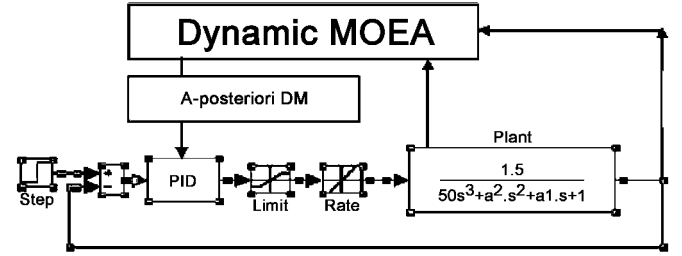 Dynamic MOEA
A-posteriori DM
Plant
1.5
50s³+a².s²+a1.s+1
+
−
PID
Step
Limit
Rate